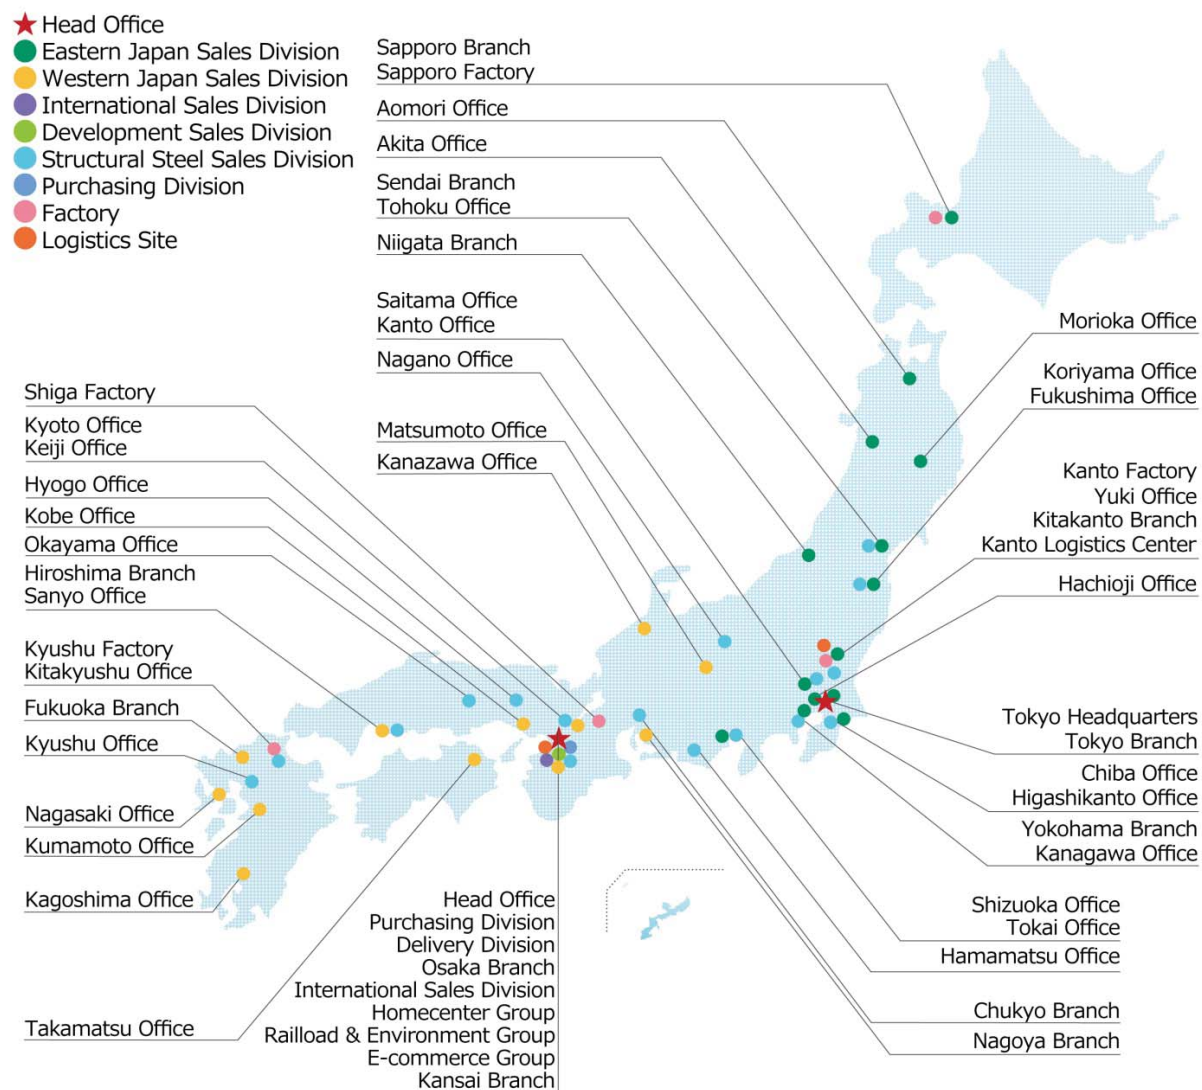 Head Office
Eastern Japan Sales Division
Western Japan Sales Division
International Sales Division
Development Sales Division
Structural Steel Sales Division
Purchasing Division
Factory
Logistics Site
Sapporo Branch
Sapporo Factory
Aomori Office
Akita Office
Sendai Branch
Tohoku Office
Niigata Branch
Saitama Office
Kanto Office
Nagano Office
Matsumoto Office
Kanazawa Office
Shiga Factory
Kyoto Office
Keiji Office
Hyogo Office
Kobe Office
Okayama Office
Hiroshima Branch
Sanyo Office
Kyushu Factory
Kitakyushu Office
Fukuoka Branch
Kyushu Office
Nagasaki Office
Kumamoto Office
Kagoshima Office
Takamatsu Office
Head Office
Purchasing Division
Delivery Division
Osaka Branch
International Sales Division
Homecenter Group
Railload & Environment Group
E-commerce Group
Kansai Branch
Morioka Office
Koriyama Office
Fukushima Office
Kanto Factory
Yuki Office
Kitakanto Branch
Kanto Logistics Center
Hachioji Office
Tokyo Headquarters
Tokyo Branch
Chiba Office
Higashikanto Office
Yokohama Branch
Kanagawa Office
Shizuoka Office
Tokai Office
Hamamatsu Office
Chukyo Branch
Nagoya Branch